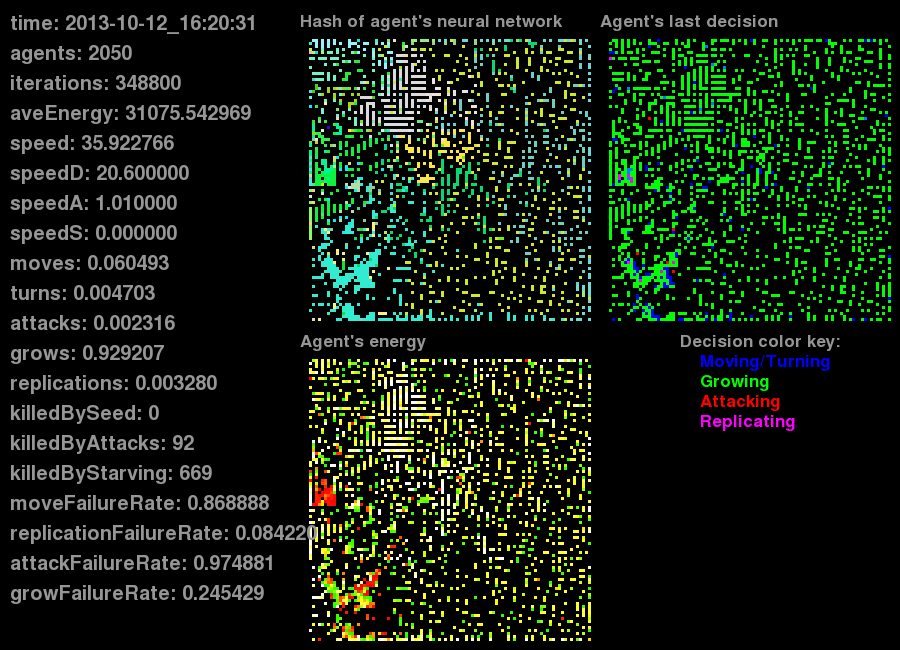 time: 2013-10-12_16:20:31
agents: 2050
iterations: 348800
aveEnergy: 31075.542969
speed: 35.922766
speedD: 20.600000
speedA: 1.010000
speedS: 0.000000
moves: 0.060493
turns: 0.004703
attacks: 0.002316
grows: 0.929207
replications: 0.003280
killedBySeed: 0
killedByAttacks: 92
killedByStarving: 669
moveFailureRate: 0.868888
replicationFailureRate: 0.084220
attackFailureRate: 0.974881
growFailureRate: 0.245429
Hash of agent's neural network
Agent's last decision
Agent's energy
Decision color key:
Moving/Turning
Growing
Attacking
Replicating